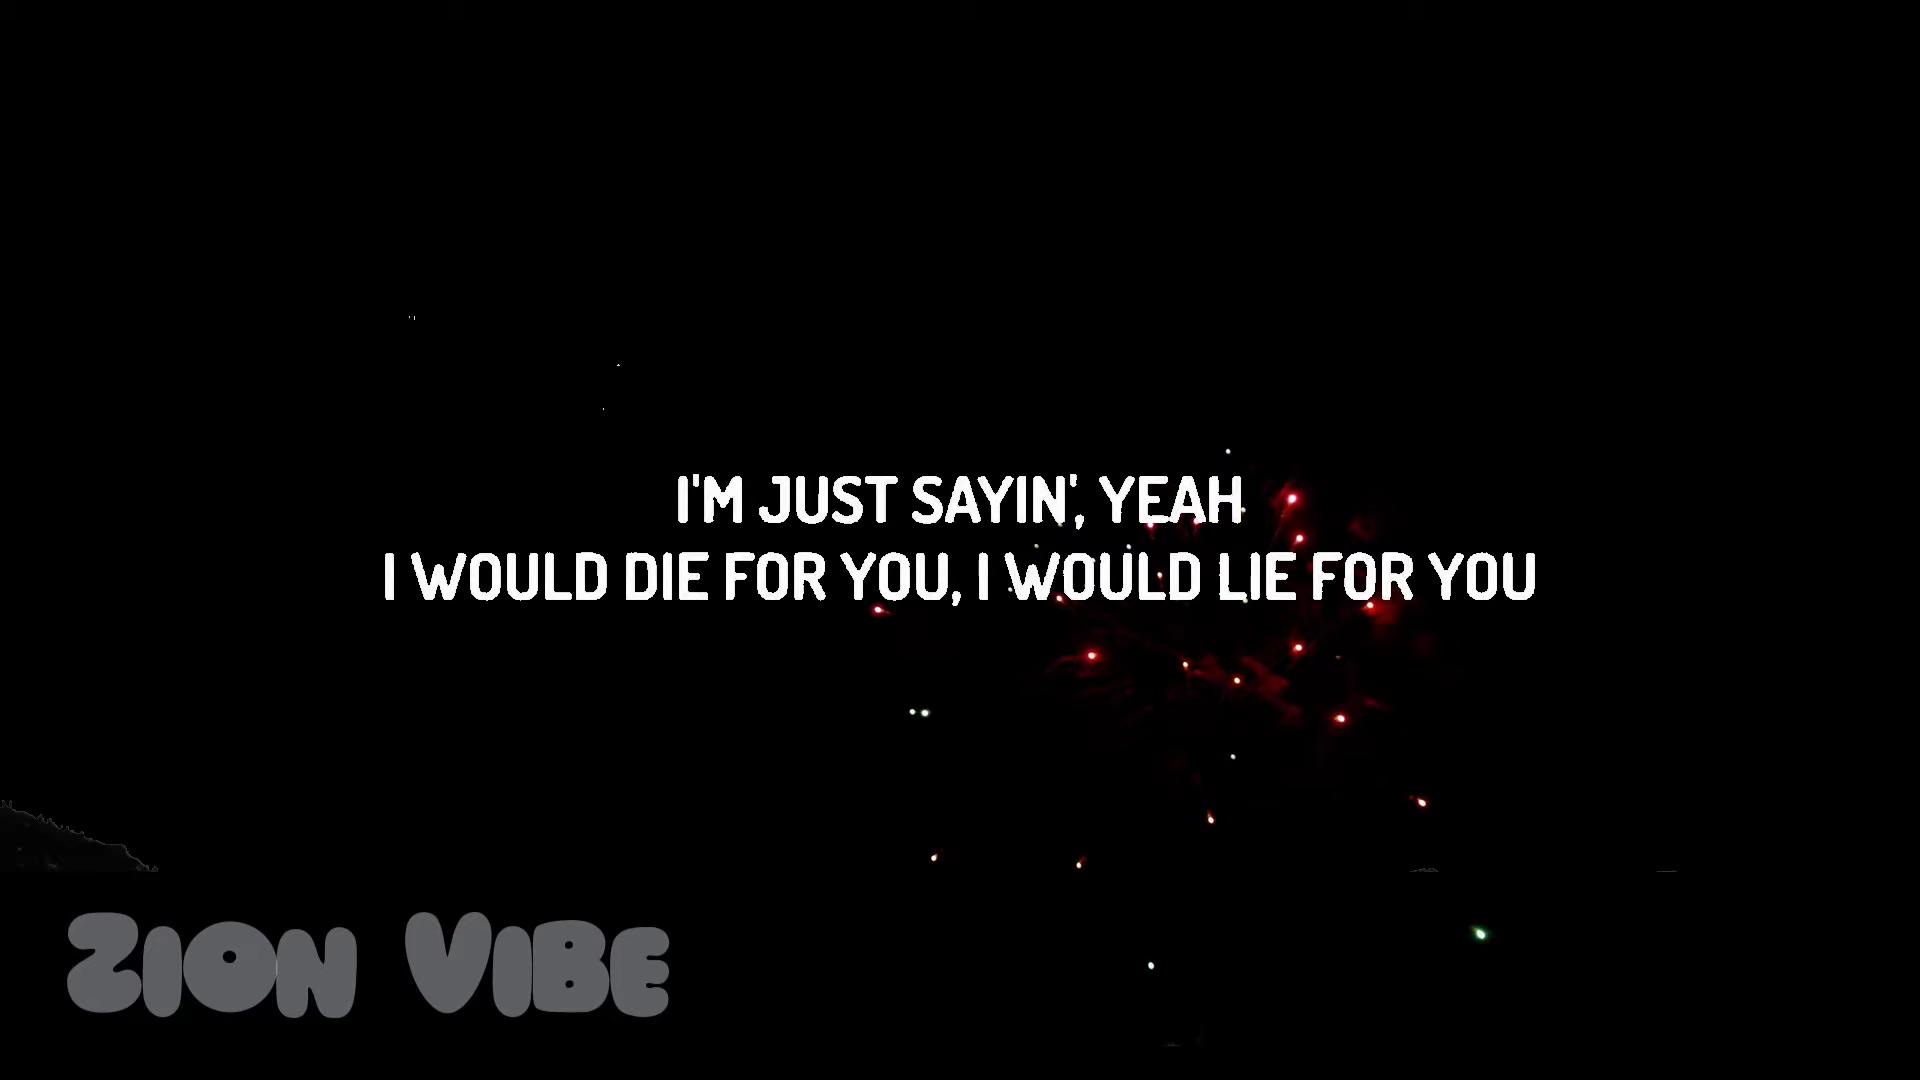 I'M JUST SAYIN', YEAH
I WOULD DIE FOR YOU, I WOULD LIE FOR YOU
ZION VIBE